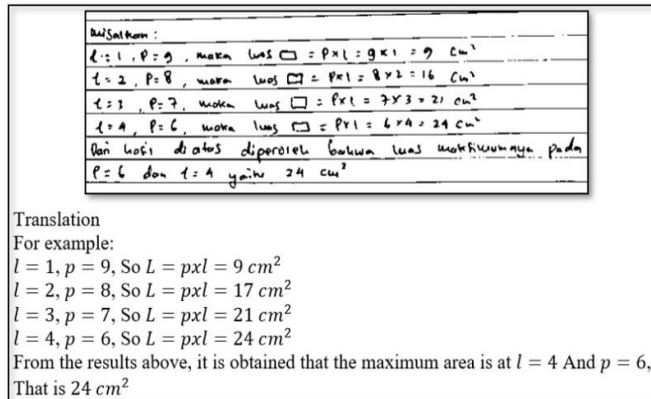 Misalkan :
l = 1, P = 9, maka luas ▭ = P×l = 9×1 = 9 cm²
l = 2, P = 8, maka luas ▭ = P×l = 8×2 = 16 cm²
l = 3, P = 7, maka luas ▭ = P×l = 7×3 = 21 cm²
l = 4, P = 6, maka luas ▭ = P×l = 6×4 = 24 cm²
Dari hasil di atas diperoleh bahwa luas maksimumnya pada
P = 6 dan l = 4 yaitu 24 cm²
Translation
For example:
l = 1, p = 9, So L = pxl = 9 cm²
l = 2, p = 8, So L = pxl = 17 cm²
l = 3, p = 7, So L = pxl = 21 cm²
l = 4, p = 6, So L = pxl = 24 cm²
From the results above, it is obtained that the maximum area is at l = 4 And p = 6,
That is 24 cm²